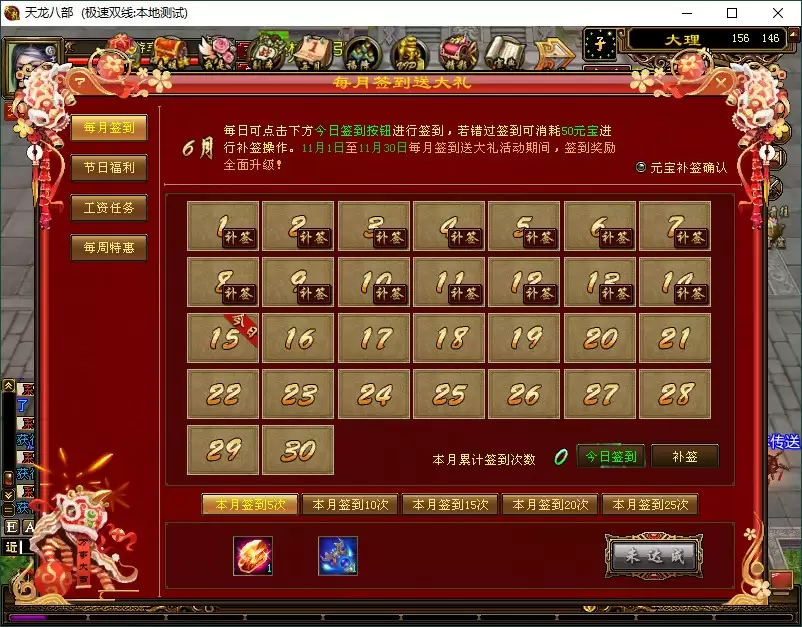 天龙八部 (极速双线:本地测试)
大理 156 146
每月签到送大礼
每月签到
节日福利
工资任务
每周特惠
6月
每日可点击下方今日签到按钮进行签到，若错过签到可消耗50元宝进
行补签操作。11月1日至11月30日每月签到送大礼活动期间，签到奖励
全面升级！
元宝补签确认
1 补签 2 补签 3 补签 4 补签 5 补签 6 补签 7 补签
8 补签 9 补签 10 补签 11 补签 12 补签 13 补签 14 补签
15 今日 16 17 18 19 20 21
22 23 24 25 26 27 28
29 30
本月累计签到次数 0 今日签到 补签
本月签到5次 本月签到10次 本月签到15次 本月签到20次 本月签到25次
1
未达成
传送
了
E A
近